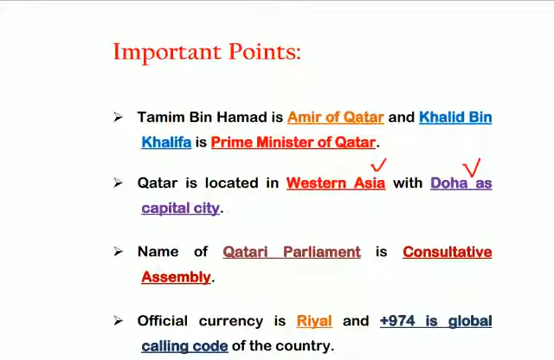 Important Points:
➢ Tamim Bin Hamad is Amir of Qatar and Khalid Bin
Khalifa is Prime Minister of Qatar.
➢ Qatar is located in Western Asia with Doha as
capital city.
➢ Name of Qatari Parliament is Consultative
Assembly.
➢ Official currency is Riyal and +974 is global
calling code of the country.